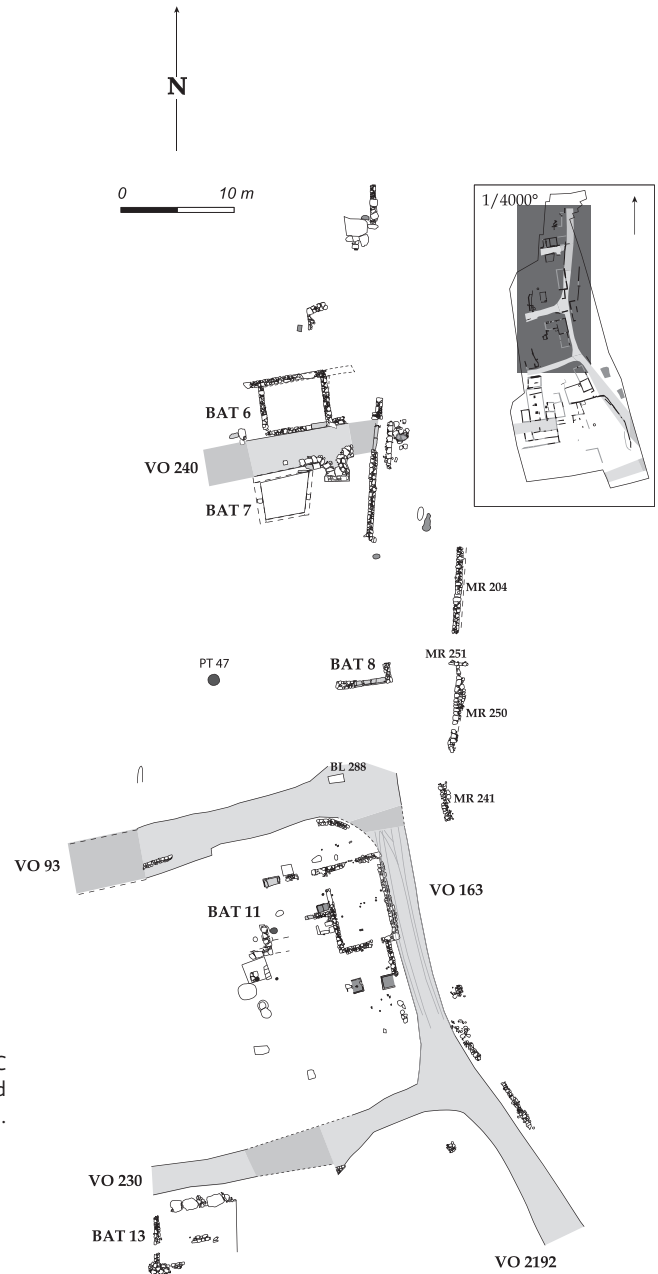 N
0 10 m
1/4000°
BAT 6
VO 240
BAT 7
MR 204
MR 251
PT 47
BAT 8
MR 250
BL 288
MR 241
VO 93
VO 163
BAT 11
C
d
.
VO 230
BAT 13
VO 2192